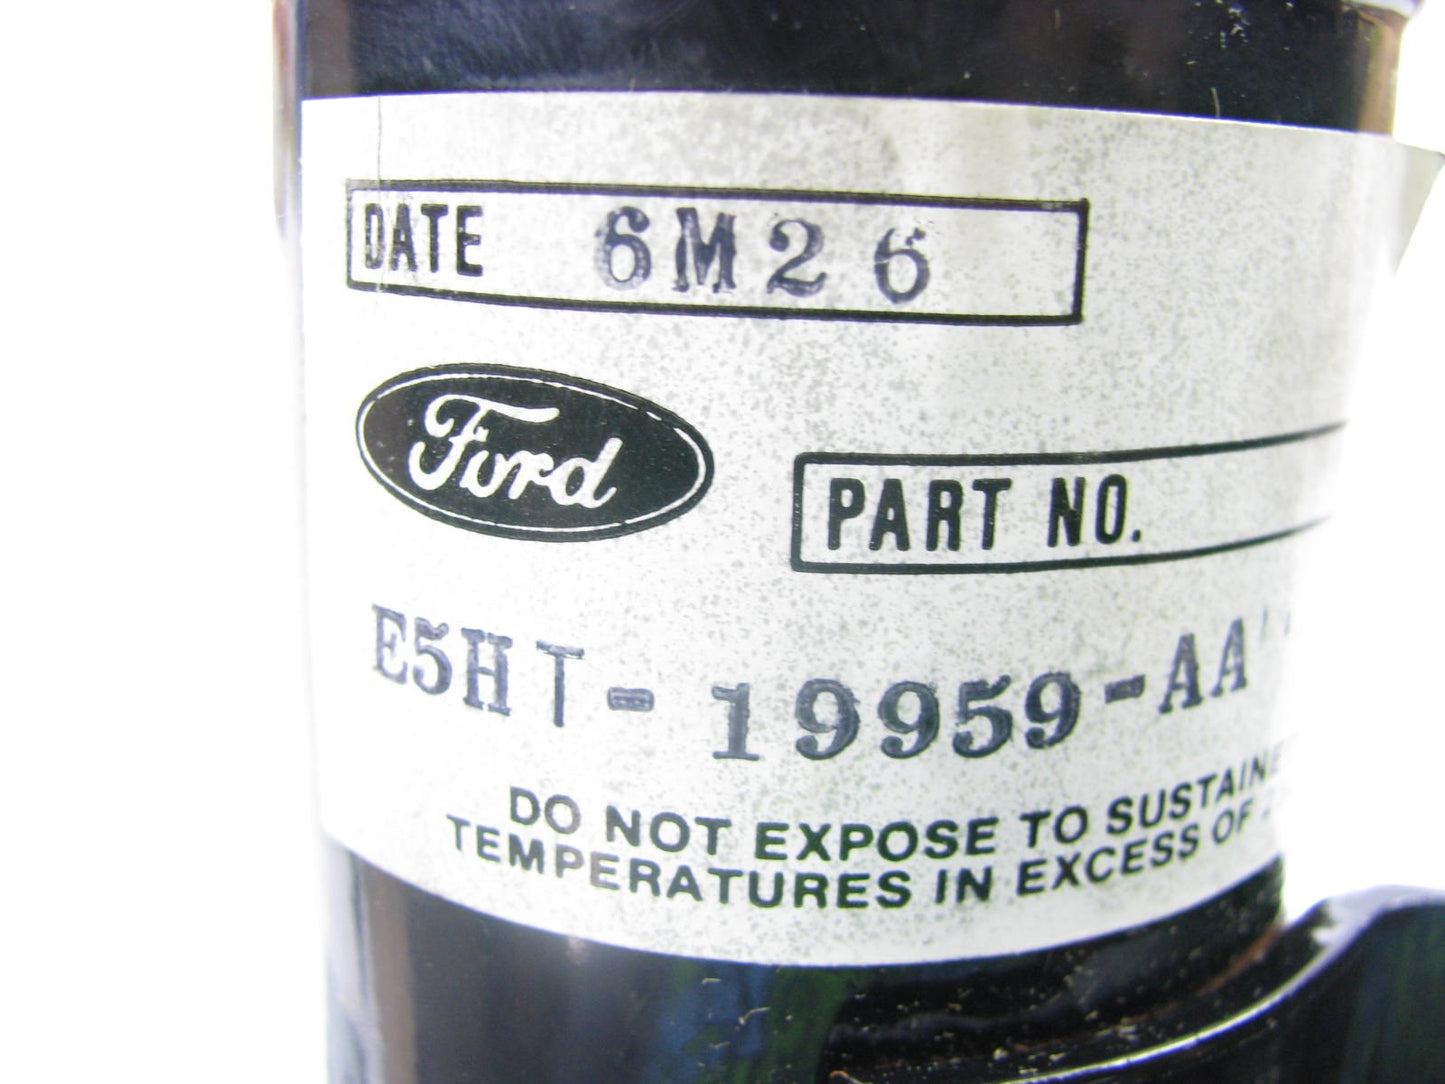 DATE 6M26
Ford
PART NO.
E5HT-19959-AA
DO NOT EXPOSE TO SUSTAINE
TEMPERATURES IN EXCESS OF